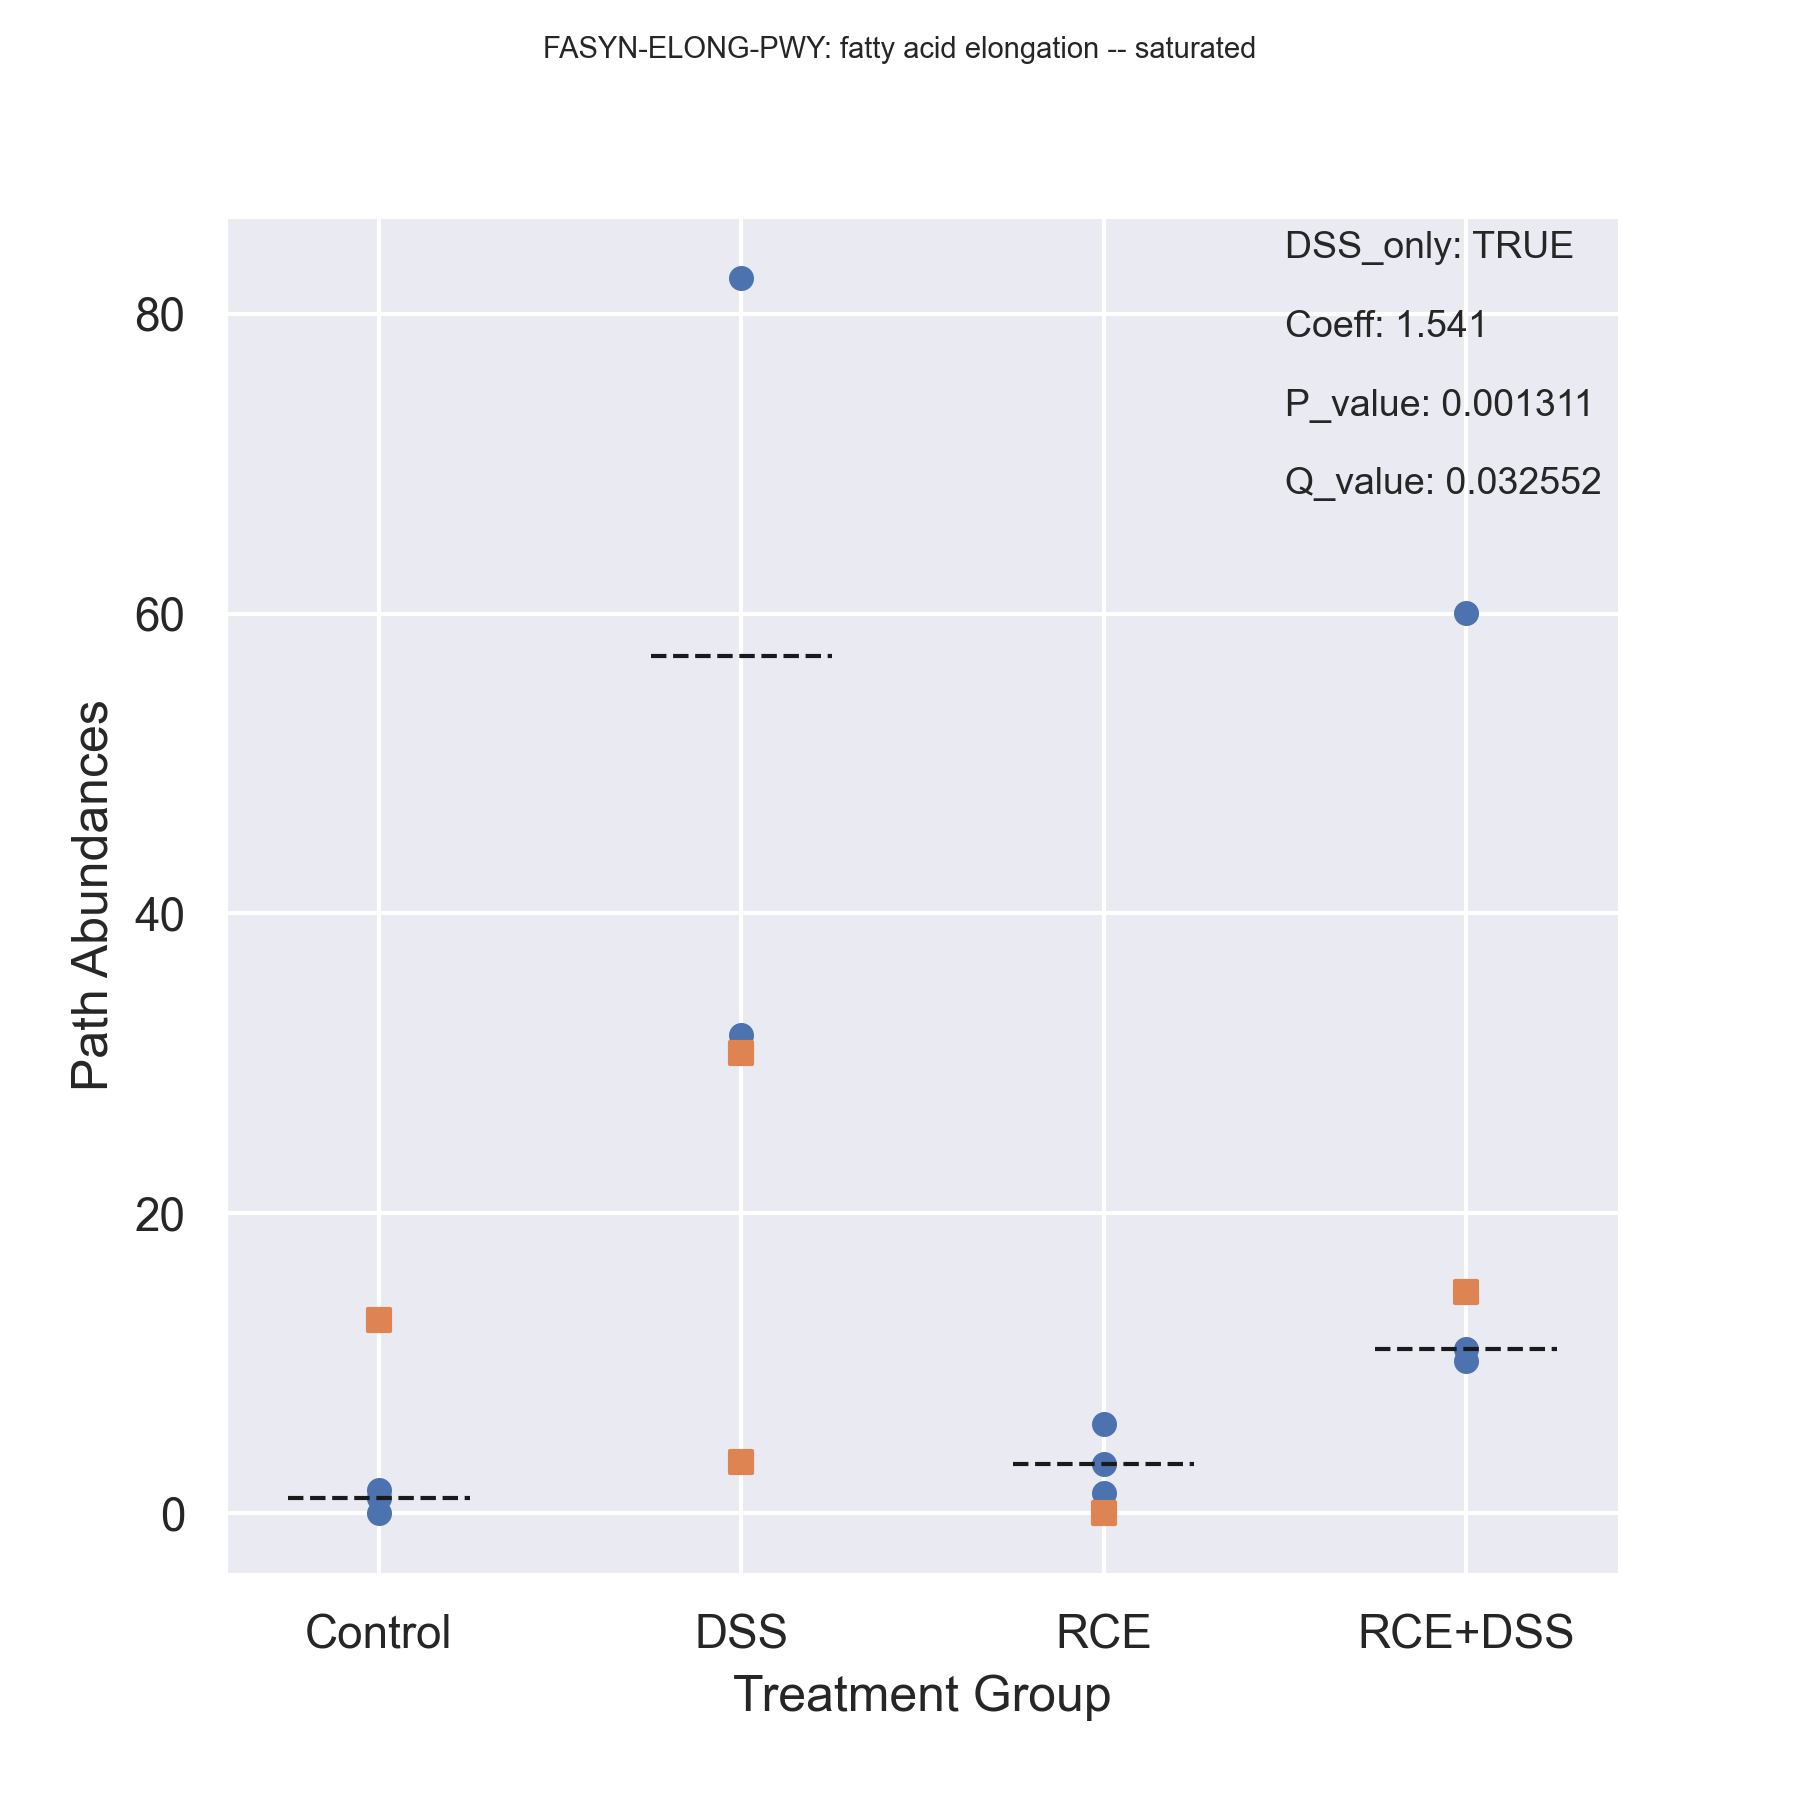 FASYN-ELONG-PWY: fatty acid elongation -- saturated
DSS_only: TRUE
Coeff: 1.541
P_value: 0.001311
Q_value: 0.032552
80
60
40
20
0
Path Abundances
Control
DSS
RCE
RCE+DSS
Treatment Group